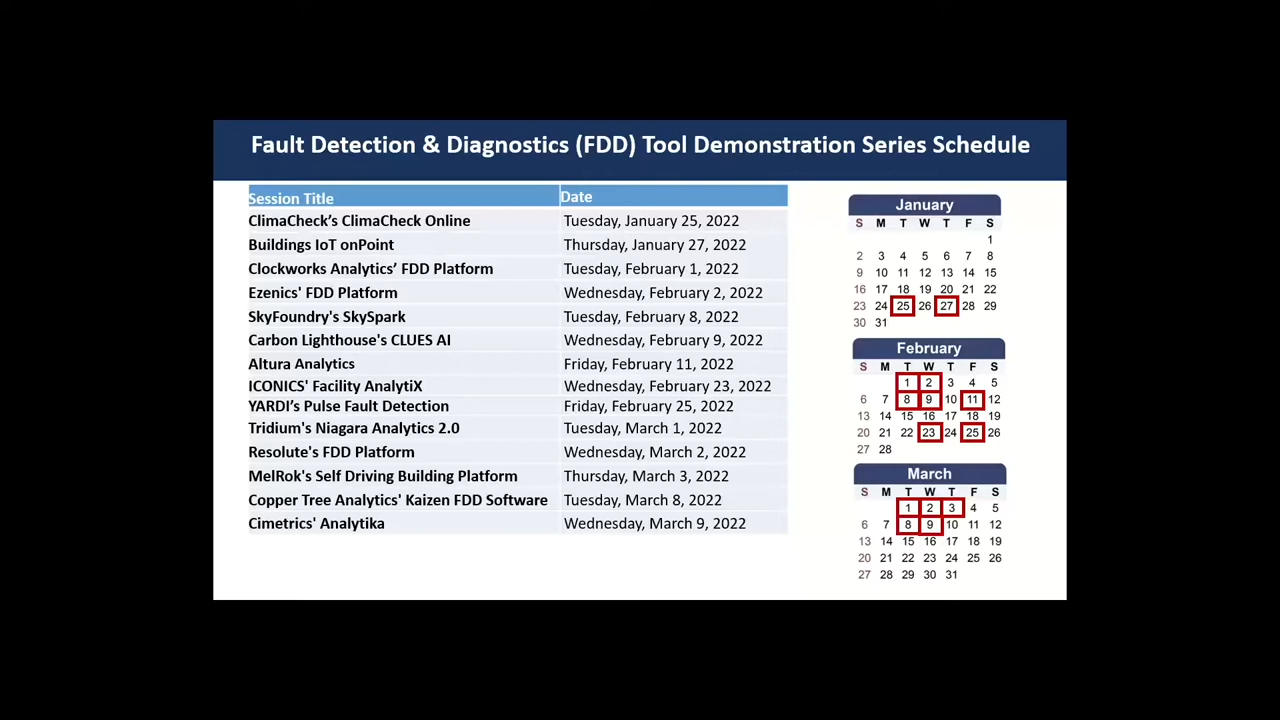 Fault Detection & Diagnostics (FDD) Tool Demonstration Series Schedule
Session Title Date
ClimaCheck’s ClimaCheck Online Tuesday, January 25, 2022
Buildings IoT onPoint Thursday, January 27, 2022
Clockworks Analytics’ FDD Platform Tuesday, February 1, 2022
Ezenics' FDD Platform Wednesday, February 2, 2022
SkyFoundry's SkySpark Tuesday, February 8, 2022
Carbon Lighthouse's CLUES AI Wednesday, February 9, 2022
Altura Analytics Friday, February 11, 2022
ICONICS' Facility AnalytiX Wednesday, February 23, 2022
YARDI’s Pulse Fault Detection Friday, February 25, 2022
Tridium's Niagara Analytics 2.0 Tuesday, March 1, 2022
Resolute's FDD Platform Wednesday, March 2, 2022
MelRok's Self Driving Building Platform Thursday, March 3, 2022
Copper Tree Analytics' Kaizen FDD Software Tuesday, March 8, 2022
Cimetrics' Analytika Wednesday, March 9, 2022
January
S M T W T F S
1
2 3 4 5 6 7 8
9 10 11 12 13 14 15
16 17 18 19 20 21 22
23 24 25 26 27 28 29
30 31
February
S M T W T F S
1 2 3 4 5
6 7 8 9 10 11 12
13 14 15 16 17 18 19
20 21 22 23 24 25 26
27 28
March
S M T W T F S
1 2 3 4 5
6 7 8 9 10 11 12
13 14 15 16 17 18 19
20 21 22 23 24 25 26
27 28 29 30 31